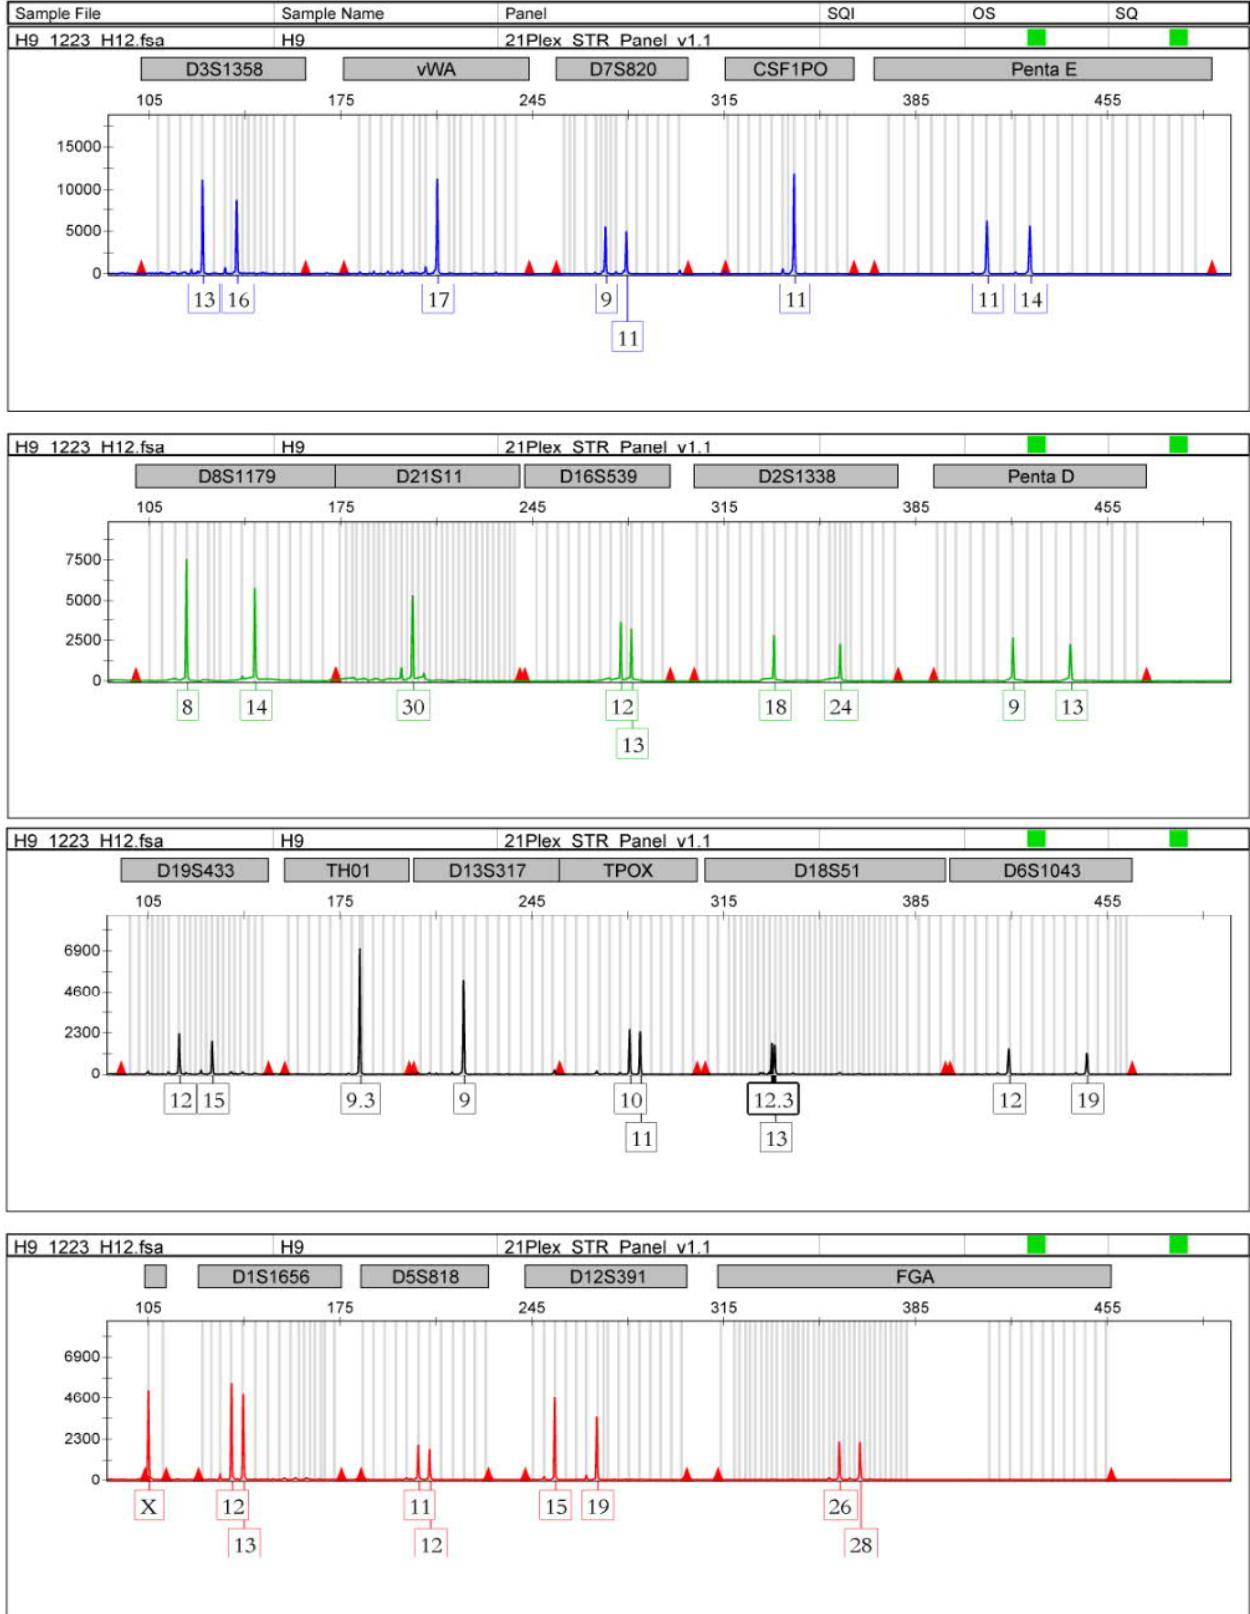 Sample File Sample Name Panel SQI OS SQ
H9_1223_H12.fsa H9 21Plex_STR_Panel_v1.1
D3S1358 vWA D7S820 CSF1PO Penta E
105 175 245 315 385 455
15000
10000
5000
0
13 16 17 9 11 11 14
11
H9_1223_H12.fsa H9 21Plex_STR_Panel_v1.1
D8S1179 D21S11 D16S539 D2S1338 Penta D
105 175 245 315 385 455
7500
5000
2500
0
8 14 30 12 18 24 9 13
13
H9_1223_H12.fsa H9 21Plex_STR_Panel_v1.1
D19S433 TH01 D13S317 TPOX D18S51 D6S1043
105 175 245 315 385 455
6900
4600
2300
0
12 15 9.3 9 10 12.3 12 19
11 13
H9_1223_H12.fsa H9 21Plex_STR_Panel_v1.1
D1S1656 D5S818 D12S391 FGA
105 175 245 315 385 455
6900
4600
2300
0
X 12 11 15 19 26
13 12 28